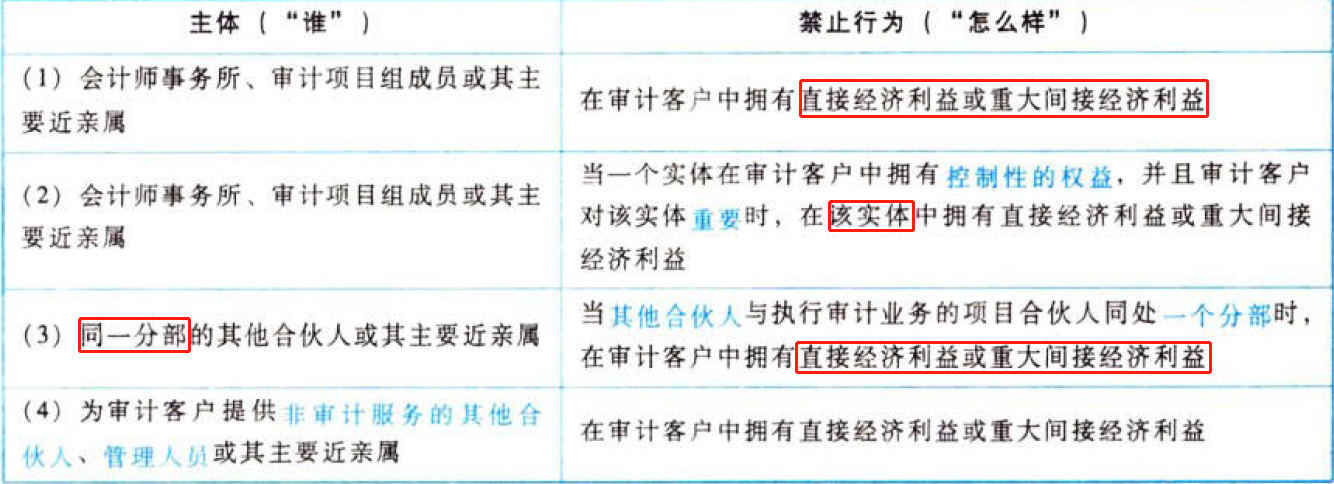 主体（“谁”）
禁止行为（“怎么样”）
（1）会计师事务所、审计项目组成员或其主
要近亲属
在审计客户中拥有直接经济利益或重大间接经济利益
（2）会计师事务所、审计项目组成员或其主
要近亲属
当一个实体在审计客户中拥有控制性的权益，并且审计客户
对该实体重要时，在该实体中拥有直接经济利益或重大间接
经济利益
（3）同一分部的其他合伙人或其主要近亲属
当其他合伙人与执行审计业务的项目合伙人同处一个分部时，
在审计客户中拥有直接经济利益或重大间接经济利益
（4）为审计客户提供非审计服务的其他合
伙人、管理人员或其主要近亲属
在审计客户中拥有直接经济利益或重大间接经济利益